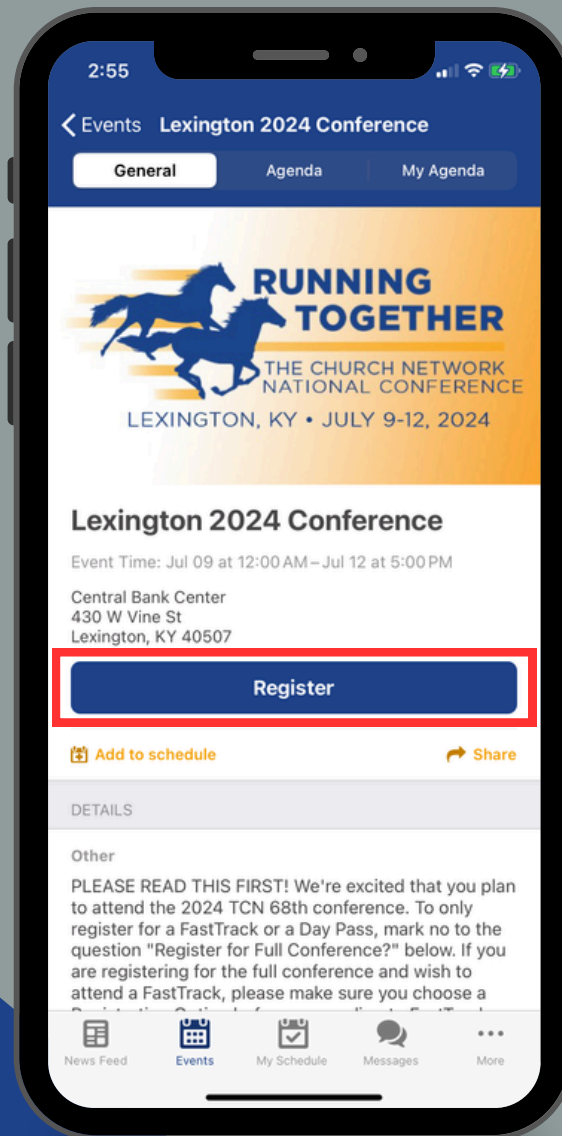 2:55
Events Lexington 2024 Conference
General Agenda My Agenda
RUNNING
TOGETHER
THE CHURCH NETWORK
NATIONAL CONFERENCE
LEXINGTON, KY • JULY 9-12, 2024
Lexington 2024 Conference
Event Time: Jul 09 at 12:00 AM – Jul 12 at 5:00 PM
Central Bank Center
430 W Vine St
Lexington, KY 40507
Register
Add to schedule Share
DETAILS
Other
PLEASE READ THIS FIRST! We're excited that you plan
to attend the 2024 TCN 68th conference. To only
register for a FastTrack or a Day Pass, mark no to the
question "Register for Full Conference?" below. If you
are registering for the full conference and wish to
attend a FastTrack, please make sure you choose a
News Feed Events My Schedule Messages More